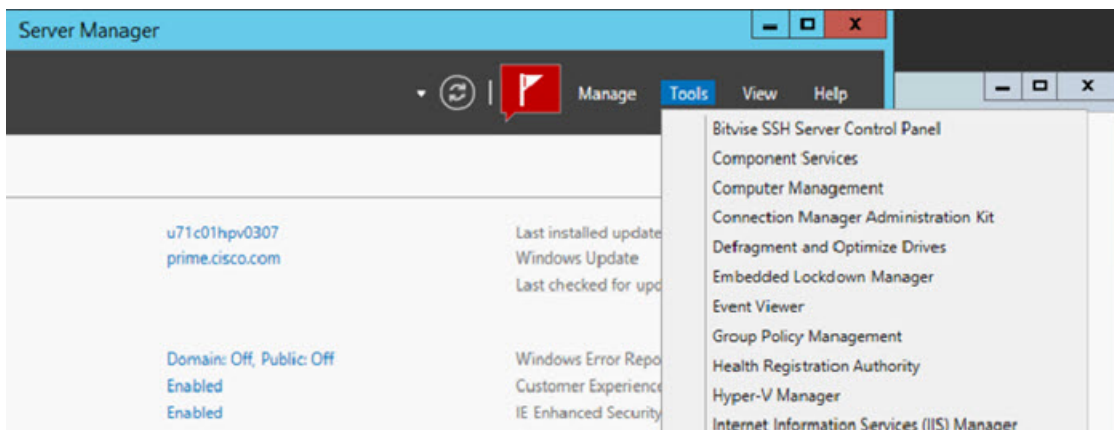 Server Manager
Manage Tools View Help
Bitvise SSH Server Control Panel
Component Services
Computer Management
Connection Manager Administration Kit
Defragment and Optimize Drives
Embedded Lockdown Manager
Event Viewer
Group Policy Management
Health Registration Authority
Hyper-V Manager
Internet Information Services (IIS) Manager
u71c01hpv0307
prime.cisco.com
Last installed update
Windows Update
Last checked for upd
Domain: Off, Public: Off
Enabled
Enabled
Windows Error Repo
Customer Experience
IE Enhanced Security